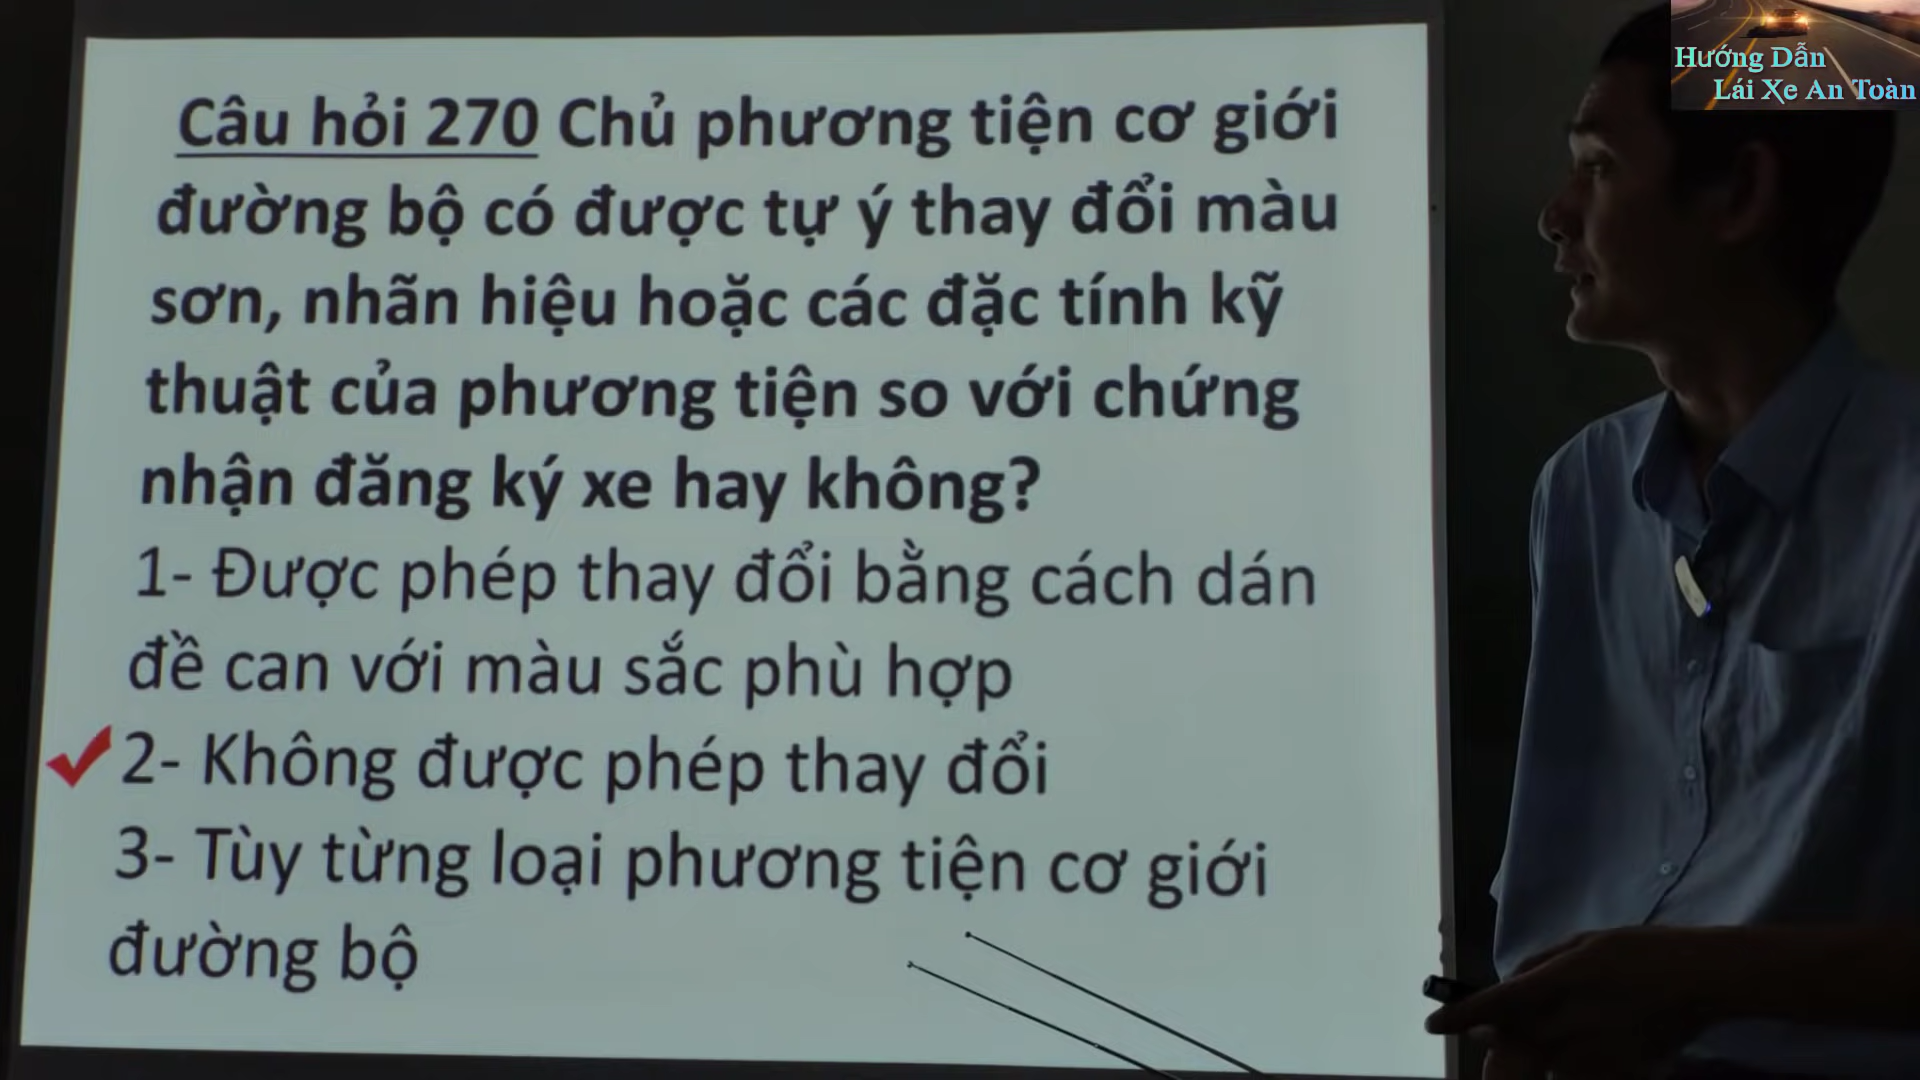 Hướng Dẫn
Lái Xe An Toàn
Câu hỏi 270 Chủ phương tiện cơ giới
đường bộ có được tự ý thay đổi màu
sơn, nhãn hiệu hoặc các đặc tính kỹ
thuật của phương tiện so với chứng
nhận đăng ký xe hay không?
1- Được phép thay đổi bằng cách dán
đề can với màu sắc phù hợp
2- Không được phép thay đổi
3- Tùy từng loại phương tiện cơ giới
đường bộ